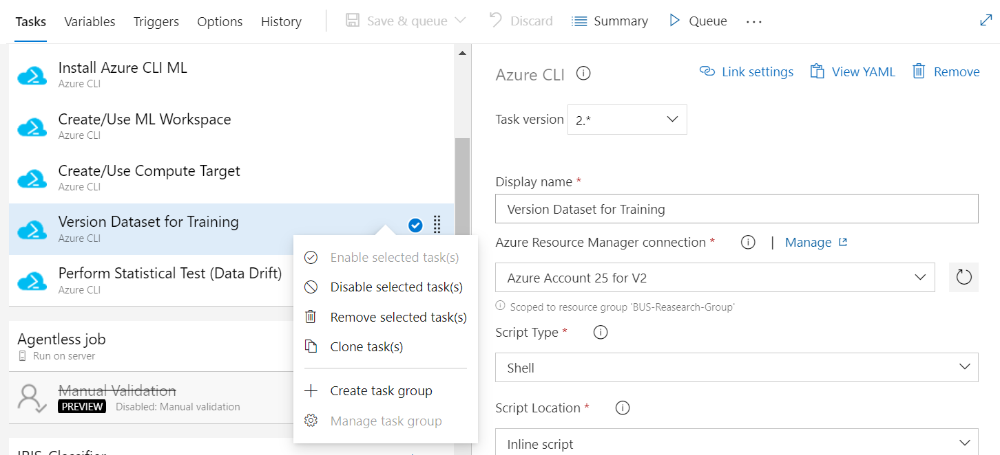 Tasks Variables Triggers Options History Save & queue Discard Summary Queue ...
Install Azure CLI ML
Azure CLI
Create/Use ML Workspace
Azure CLI
Create/Use Compute Target
Azure CLI
Version Dataset for Training
Azure CLI
Perform Statistical Test (Data Drift)
Azure CLI
Agentless job
Run on server
Manual Validation
PREVIEW Disabled: Manual validation
IRIS-Classifier
Enable selected task(s)
Disable selected task(s)
Remove selected task(s)
Clone task(s)
Create task group
Manage task group
Azure CLI Link settings View YAML Remove
Task version 2.*
Display name *
Version Dataset for Training
Azure Resource Manager connection * | Manage
Azure Account 25 for V2
Scoped to resource group 'BUS-Reasearch-Group'
Script Type *
Shell
Script Location *
Inline script